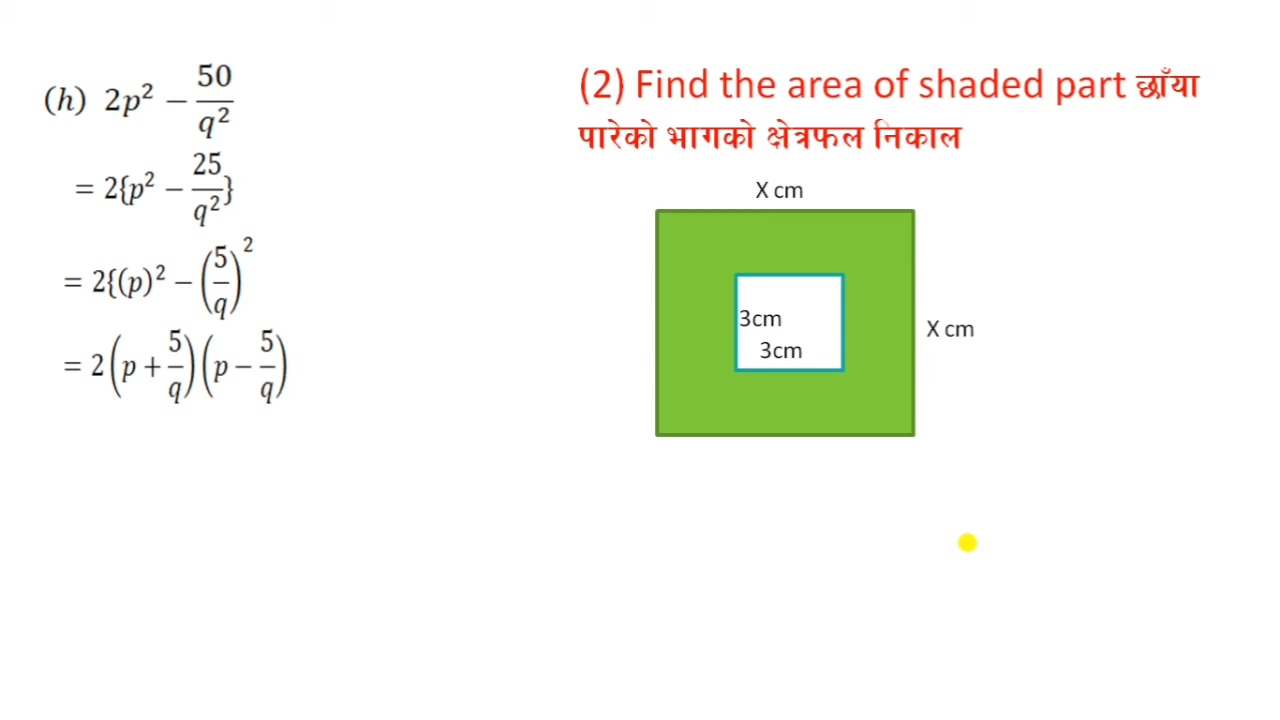 (h) 2p² − 50/q²
= 2{p² − 25/q²}
= 2{(p)² − (5/q)²
= 2(p + 5/q)(p − 5/q)
(2) Find the area of shaded part छाँया
पारेको भागको क्षेत्रफल निकाल
X cm
3cm
3cm
X cm